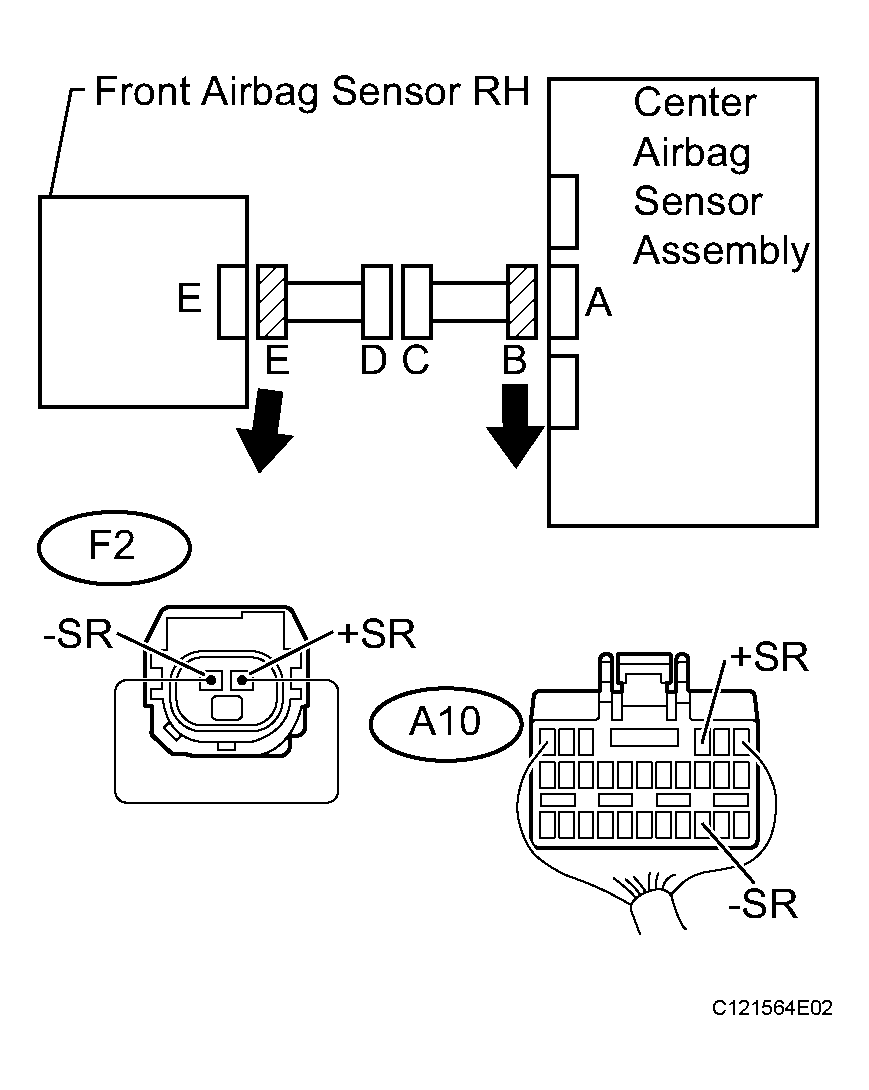 Front Airbag Sensor RH
Center
Airbag
Sensor
Assembly
E
A
E
D
C
B
F2
-SR
+SR
+SR
A10
-SR
C121564E02